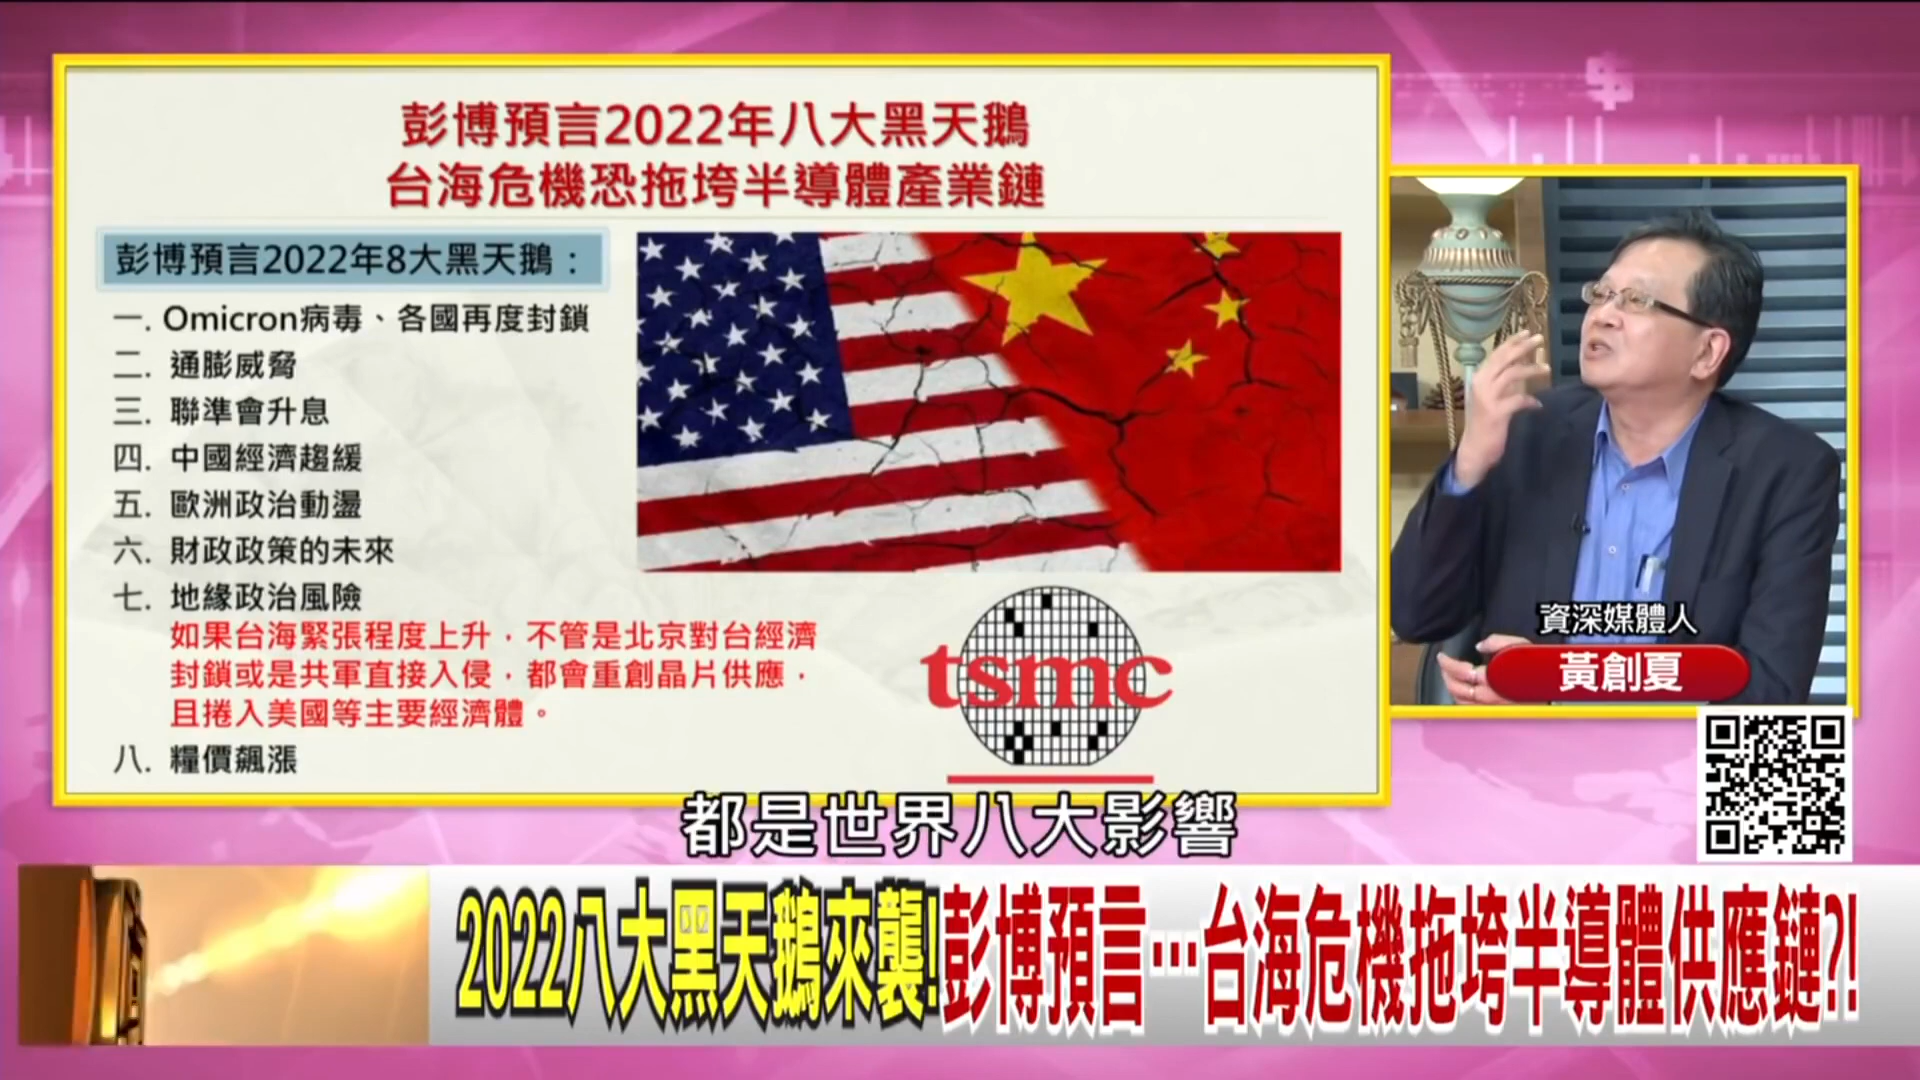 彭博預言2022年八大黑天鵝
台海危機恐拖垮半導體產業鏈
彭博預言2022年8大黑天鵝：
一. Omicron病毒、各國再度封鎖
二. 通膨威脅
三. 聯準會升息
四. 中國經濟趨緩
五. 歐洲政治動盪
六. 財政政策的未來
七. 地緣政治風險
如果台海緊張程度上升，不管是北京對台經濟
封鎖或是共軍直接入侵，都會重創晶片供應，
且捲入美國等主要經濟體。
八. 糧價飆漲
tsmc
資深媒體人
黃創夏
都是世界八大影響
2022八大黑天鵝來襲!彭博預言…台海危機拖垮半導體供應鏈?!